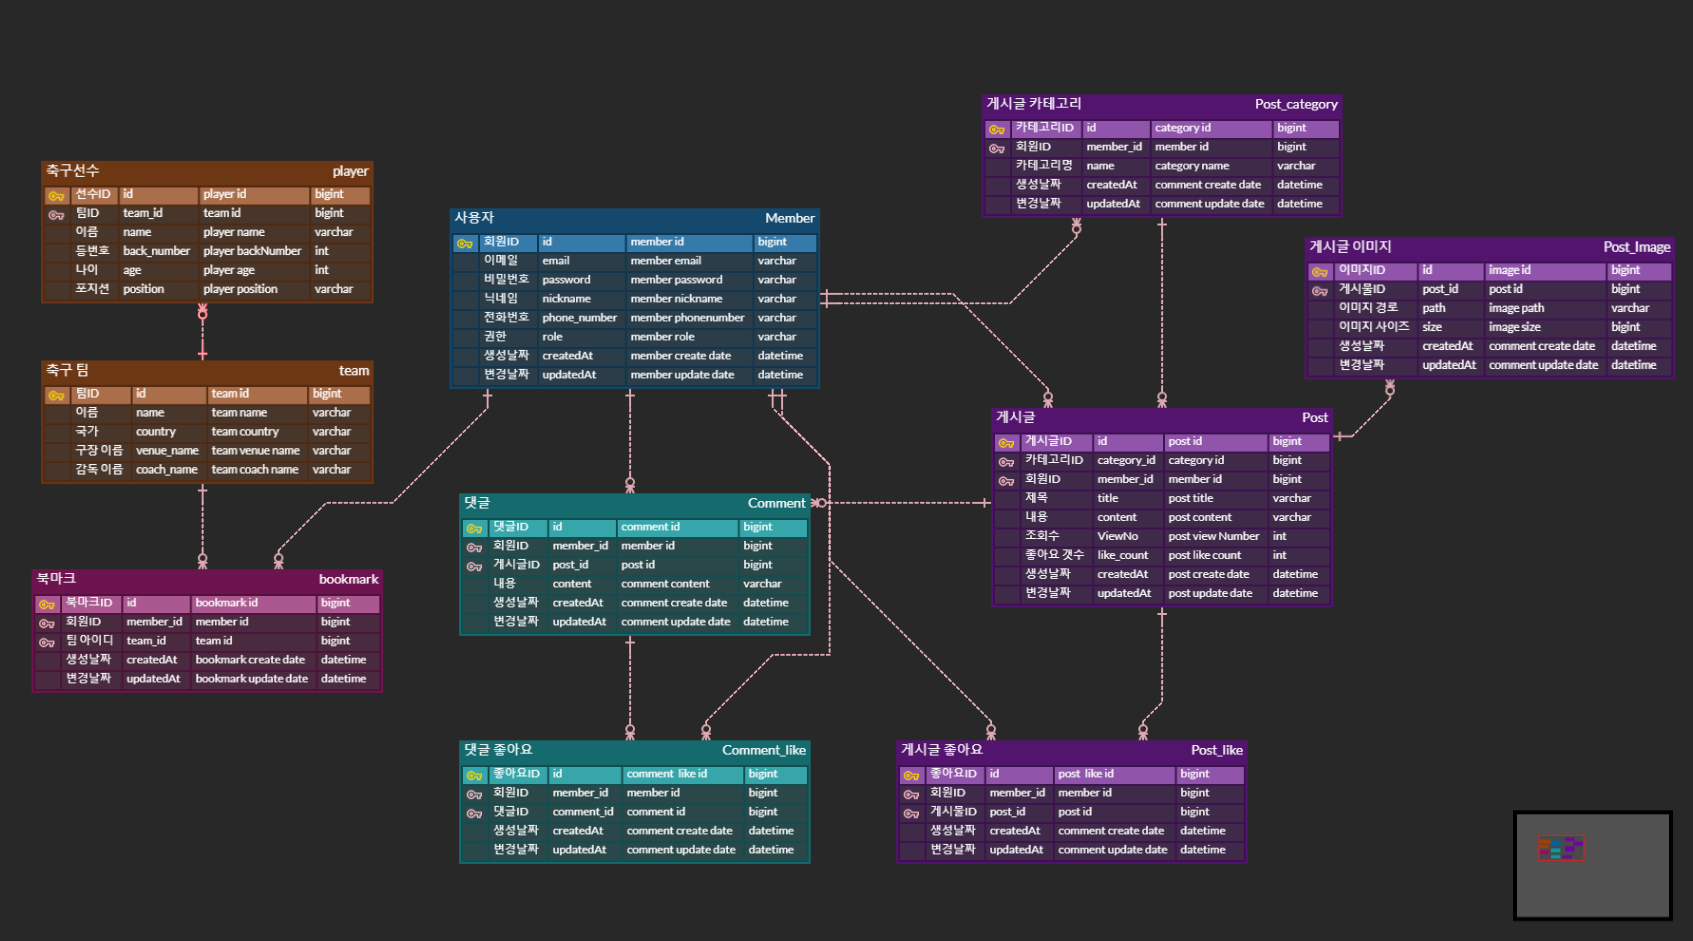 게시글 카테고리 Post_category
카테고리ID id category id bigint
회원ID member_id member id bigint
카테고리명 name category name varchar
생성날짜 createdAt comment create date datetime
변경날짜 updatedAt comment update date datetime
축구선수 player
선수ID id player id bigint
팀ID team_id team id bigint
이름 name player name varchar
등번호 back_number player backNumber int
나이 age player age int
포지션 position player position varchar
사용자 Member
회원ID id member id bigint
이메일 email member email varchar
비밀번호 password member password varchar
닉네임 nickname member nickname varchar
전화번호 phone_number member phonenumber varchar
권한 role member role varchar
생성날짜 createdAt member create date datetime
변경날짜 updatedAt member update date datetime
게시글 이미지 Post_Image
이미지ID id image id bigint
게시물ID post_id post id bigint
이미지 경로 path image path varchar
이미지 사이즈 size image size bigint
생성날짜 createdAt comment create date datetime
변경날짜 updatedAt comment update date datetime
축구 팀 team
팀ID id team id bigint
이름 name team name varchar
국가 country team country varchar
구장 이름 venue_name team venue name varchar
감독 이름 coach_name team coach name varchar
게시글 Post
게시글ID id post id bigint
카테고리ID category_id category id bigint
회원ID member_id member id bigint
제목 title post title varchar
내용 content post content varchar
조회수 ViewNo post view Number int
좋아요 갯수 like_count post like count int
생성날짜 createdAt post create date datetime
변경날짜 updatedAt post update date datetime
댓글 Comment
댓글ID id comment id bigint
회원ID member_id member id bigint
게시글ID post_id post id bigint
내용 content comment content varchar
생성날짜 createdAt comment create date datetime
변경날짜 updatedAt comment update date datetime
북마크 bookmark
북마크ID id bookmark id bigint
회원ID member_id member id bigint
팀 아이디 team_id team id bigint
생성날짜 createdAt bookmark create date datetime
변경날짜 updatedAt bookmark update date datetime
댓글 좋아요 Comment_like
좋아요ID id comment like id bigint
회원ID member_id member id bigint
댓글ID comment_id comment id bigint
생성날짜 createdAt comment create date datetime
변경날짜 updatedAt comment update date datetime
게시글 좋아요 Post_like
좋아요ID id post like id bigint
회원ID member_id member id bigint
게시물ID post_id post id bigint
생성날짜 createdAt comment create date datetime
변경날짜 updatedAt comment update date datetime